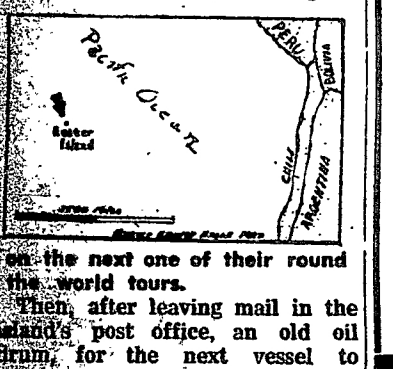 PERU
BOLIVIA
Pacific Ocean
Easter
Island
CHILE
ARGENTINA
Miles
on the next one of their round
the world tours.
Then, after leaving mail in the
post office, an old oil
drum, for the next vessel to